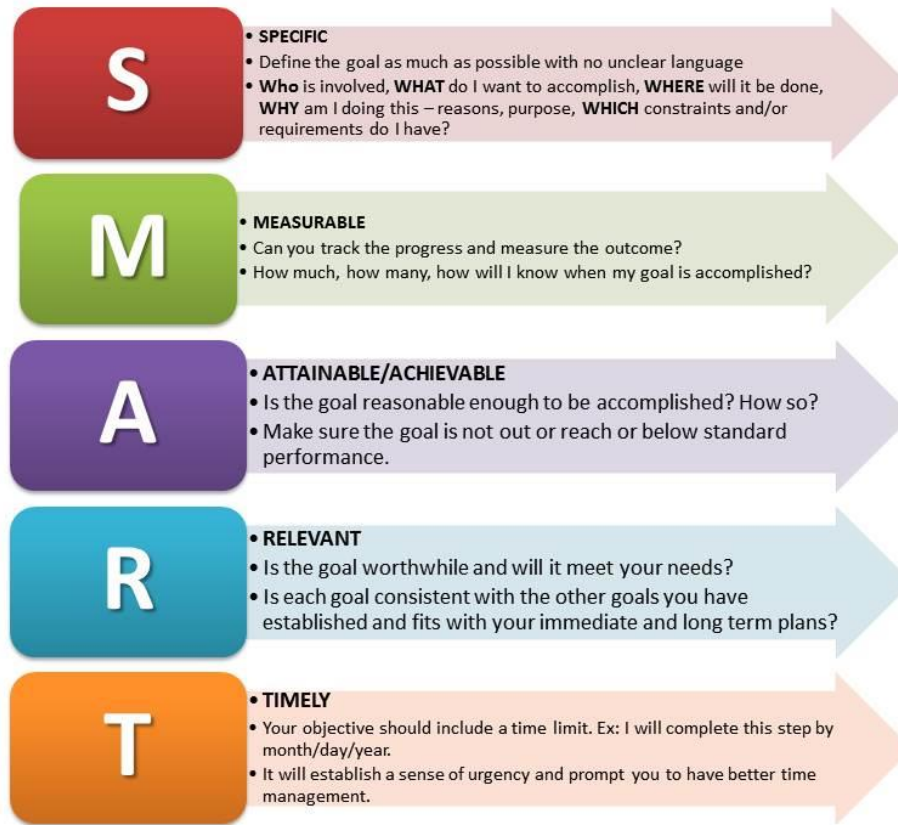 S
• SPECIFIC
• Define the goal as much as possible with no unclear language
• Who is involved, WHAT do I want to accomplish, WHERE will it be done,
WHY am I doing this – reasons, purpose, WHICH constraints and/or
requirements do I have?
M
• MEASURABLE
• Can you track the progress and measure the outcome?
• How much, how many, how will I know when my goal is accomplished?
A
• ATTAINABLE/ACHIEVABLE
• Is the goal reasonable enough to be accomplished? How so?
• Make sure the goal is not out or reach or below standard
performance.
R
• RELEVANT
• Is the goal worthwhile and will it meet your needs?
• Is each goal consistent with the other goals you have
established and fits with your immediate and long term plans?
T
• TIMELY
• Your objective should include a time limit. Ex: I will complete this step by
month/day/year.
• It will establish a sense of urgency and prompt you to have better time
management.